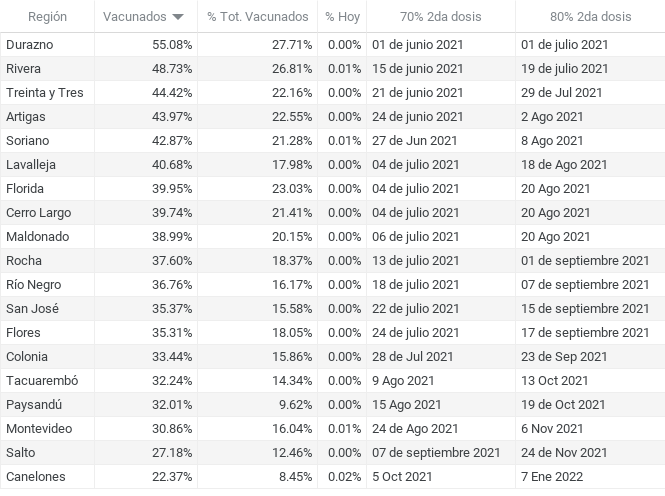 Región Vacunados % Tot. Vacunados % Hoy 70% 2da dosis 80% 2da dosis
Durazno 55.08% 27.71% 0.00% 01 de junio 2021 01 de julio 2021
Rivera 48.73% 26.81% 0.01% 15 de junio 2021 19 de julio 2021
Treinta y Tres 44.42% 22.16% 0.00% 21 de junio 2021 29 de Jul 2021
Artigas 43.97% 22.55% 0.00% 24 de junio 2021 2 Ago 2021
Soriano 42.87% 21.28% 0.01% 27 de Jun 2021 8 Ago 2021
Lavalleja 40.68% 17.98% 0.00% 04 de julio 2021 18 de Ago 2021
Florida 39.95% 23.03% 0.00% 04 de julio 2021 20 Ago 2021
Cerro Largo 39.74% 21.41% 0.00% 04 de julio 2021 20 Ago 2021
Maldonado 38.99% 20.15% 0.00% 06 de julio 2021 20 Ago 2021
Rocha 37.60% 18.37% 0.00% 13 de julio 2021 01 de septiembre 2021
Río Negro 36.76% 16.17% 0.00% 18 de julio 2021 07 de septiembre 2021
San José 35.37% 15.58% 0.00% 22 de julio 2021 15 de septiembre 2021
Flores 35.31% 18.05% 0.00% 24 de julio 2021 17 de septiembre 2021
Colonia 33.44% 15.86% 0.00% 28 de Jul 2021 23 de Sep 2021
Tacuarembó 32.24% 14.34% 0.00% 9 Ago 2021 13 Oct 2021
Paysandú 32.01% 9.62% 0.00% 15 Ago 2021 19 de Oct 2021
Montevideo 30.86% 16.04% 0.01% 24 de Ago 2021 6 Nov 2021
Salto 27.18% 12.46% 0.00% 07 de septiembre 2021 24 de Nov 2021
Canelones 22.37% 8.45% 0.02% 5 Oct 2021 7 Ene 2022